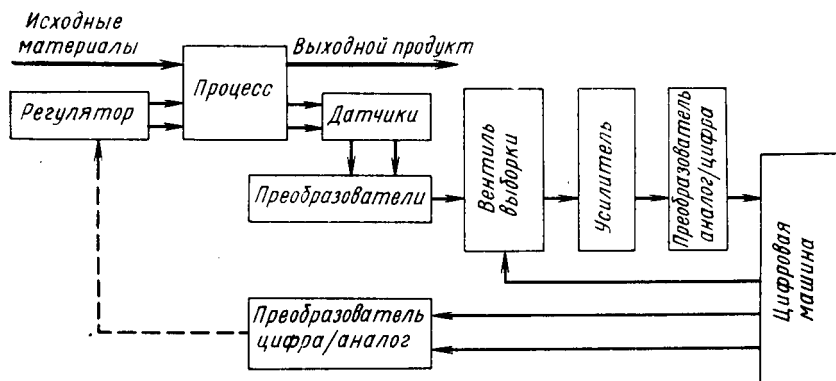 Исходные
материалы
Выходной продукт
Процесс
Регулятор
Датчики
Преобразователи
Вентиль
выборки
Усилитель
Преобразователь
аналог/цифра
Цифровая
машина
Преобразователь
цифра/аналог